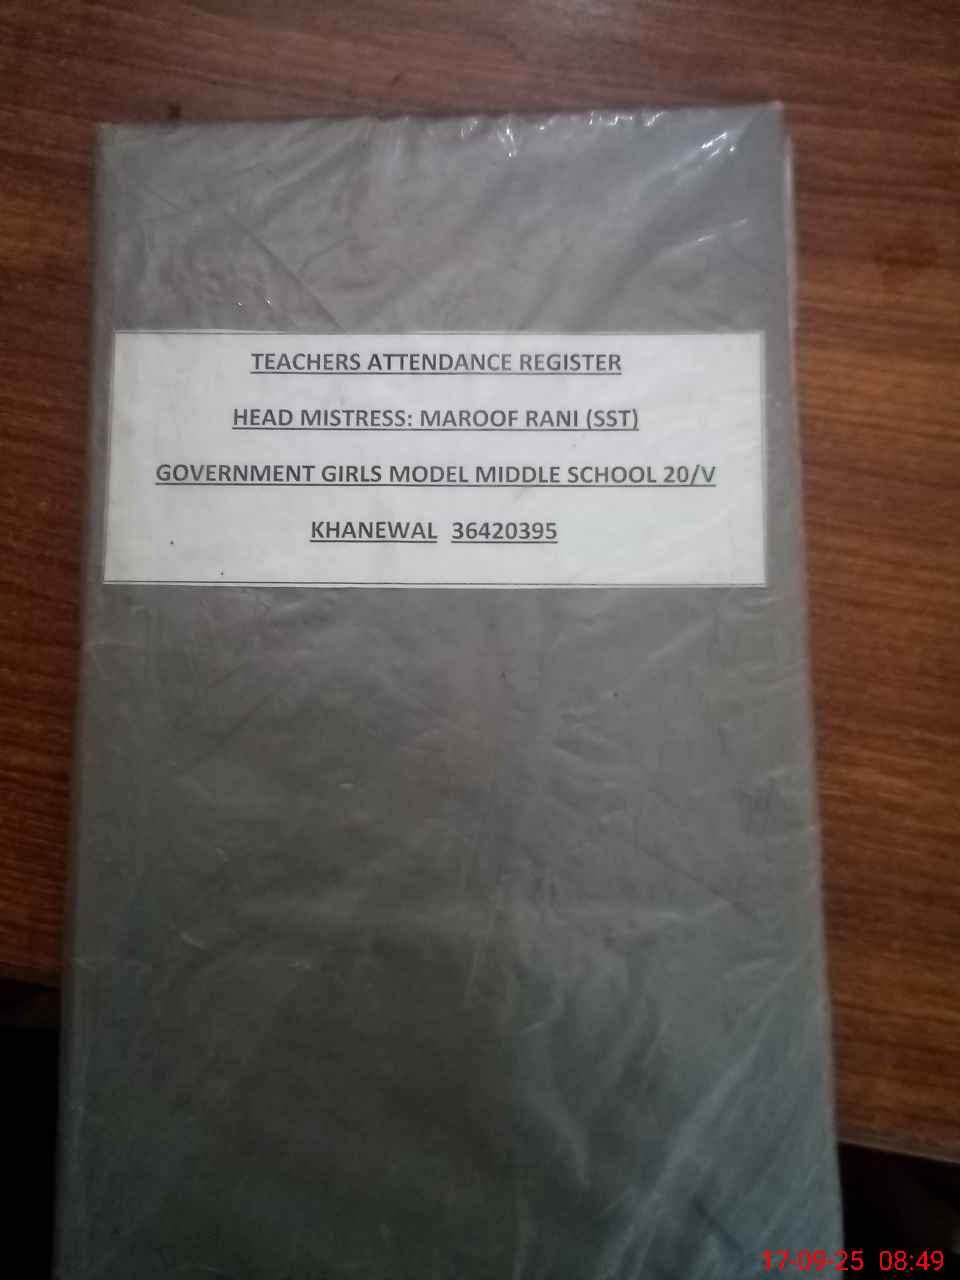 TEACHERS ATTENDANCE REGISTER
HEAD MISTRESS: MAROOF RANI (SST)
GOVERNMENT GIRLS MODEL MIDDLE SCHOOL 20/V
KHANEWAL 36420395
17-09-25 08:49